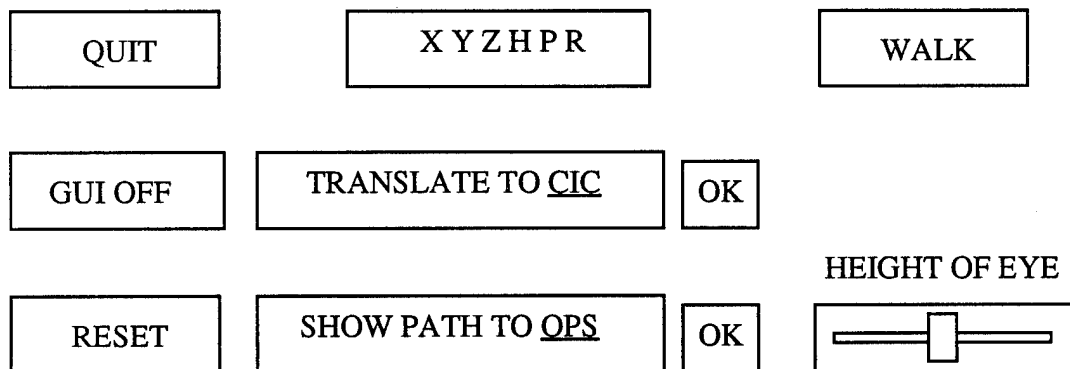 QUIT
X Y Z H P R
WALK
GUI OFF
TRANSLATE TO CIC
OK
HEIGHT OF EYE
RESET
SHOW PATH TO OPS
OK